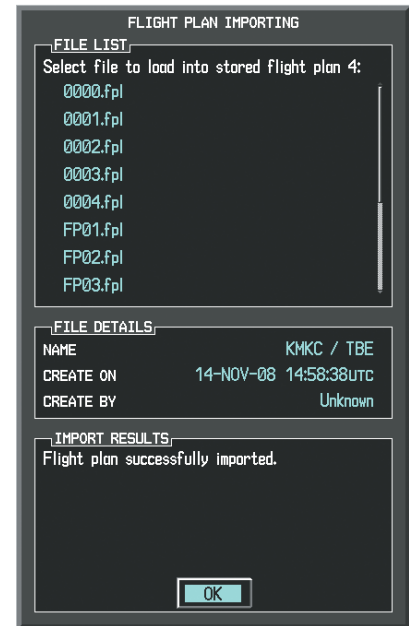 FLIGHT PLAN IMPORTING
FILE LIST
Select file to load into stored flight plan 4:
0000.fpl
0001.fpl
0002.fpl
0003.fpl
0004.fpl
FP01.fpl
FP02.fpl
FP03.fpl
FILE DETAILS
NAME KMKC / TBE
CREATE ON 14-NOV-08 14:58:38UTC
CREATE BY Unknown
IMPORT RESULTS
Flight plan successfully imported.
OK